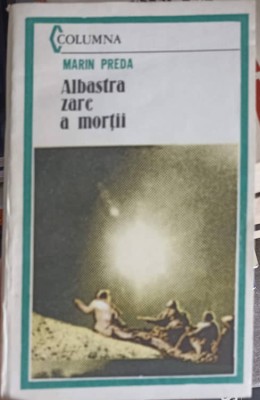 COLUMNA
MARIN PREDA
Albastra
zare
a morții